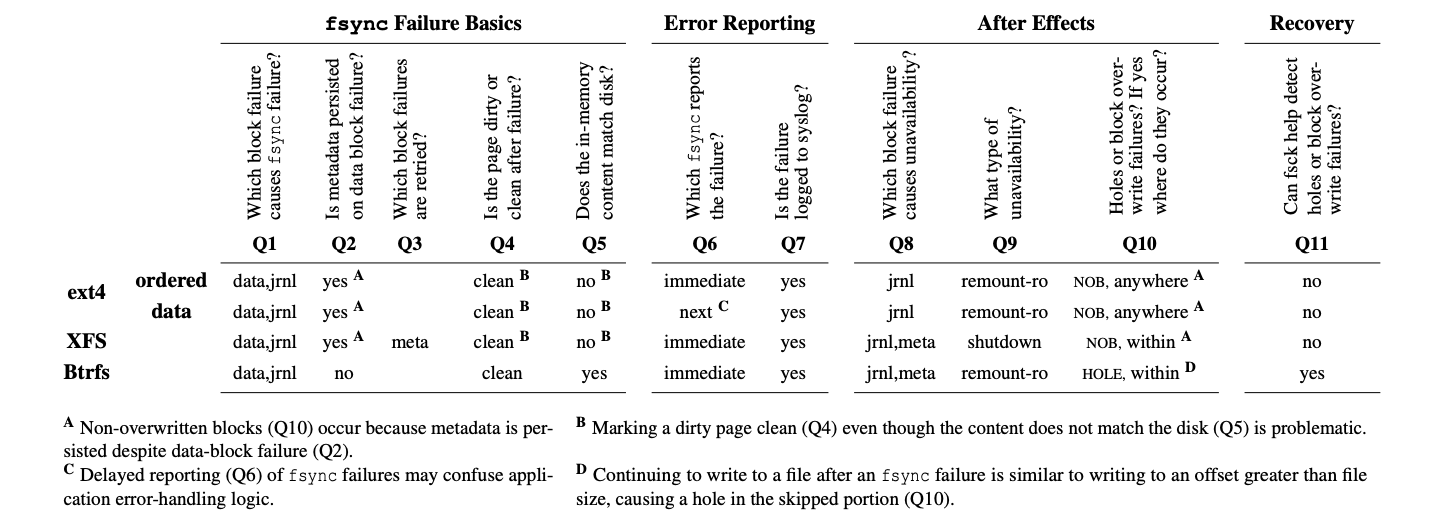 fsync Failure Basics Error Reporting After Effects Recovery
Which block failure
causes fsync failure?
Is metadata persisted
on data block failure?
Which block failures
are retried?
Is the page dirty or
clean after failure?
Does the in-memory
content match disk?
Which fsync reports
the failure?
Is the failure
logged to syslog?
Which block failure
causes unavailability?
What type of
unavailability?
Holes or block over-
write failures? If yes
where do they occur?
Can fsck help detect
holes or block over-
write failures?
Q1 Q2 Q3 Q4 Q5 Q6 Q7 Q8 Q9 Q10 Q11
ext4 ordered data,jrnl yes A clean B no B immediate yes jrnl remount-ro NOB, anywhere A no
data data,jrnl yes A clean B no B next C yes jrnl remount-ro NOB, anywhere A no
XFS data,jrnl yes A meta clean B no B immediate yes jrnl,meta shutdown NOB, within A no
Btrfs data,jrnl no clean yes immediate yes jrnl,meta remount-ro HOLE, within D yes
A Non-overwritten blocks (Q10) occur because metadata is per-
sisted despite data-block failure (Q2).
B Marking a dirty page clean (Q4) even though the content does not match the disk (Q5) is problematic.
C Delayed reporting (Q6) of fsync failures may confuse appli-
cation error-handling logic.
D Continuing to write to a file after an fsync failure is similar to writing to an offset greater than file
size, causing a hole in the skipped portion (Q10).